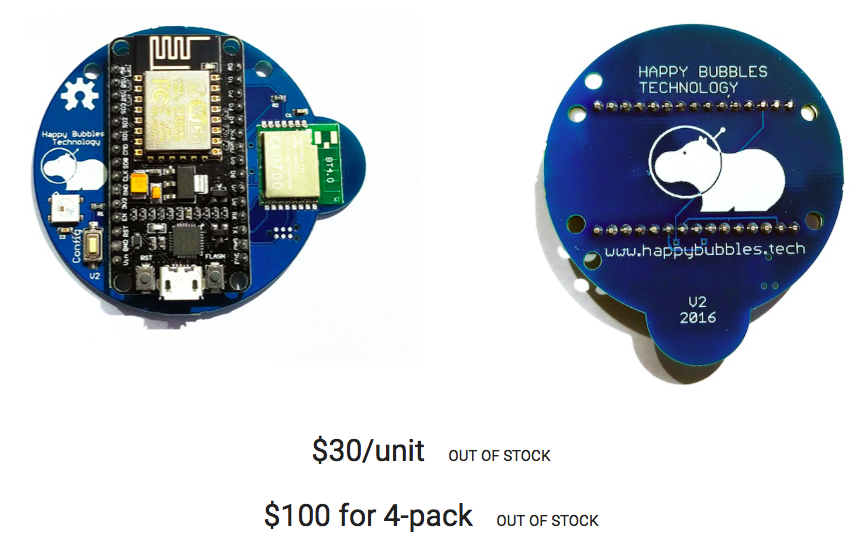 Happy Bubbles
Technology
BT4.0
Config
RST
FLASH
V2
HAPPY BUBBLES
TECHNOLOGY
www.happybubbles.tech
V2
2016
$30/unit OUT OF STOCK
$100 for 4-pack OUT OF STOCK